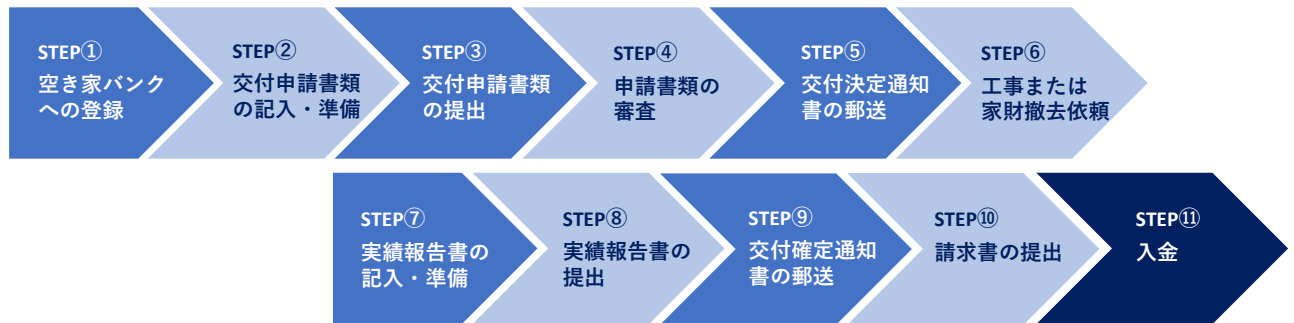 STEP①
空き家バンク
への登録
STEP②
交付申請書類
の記入・準備
STEP③
交付申請書類
の提出
STEP④
申請書類の
審査
STEP⑤
交付決定通知
書の郵送
STEP⑥
工事または
家財撤去依頼
STEP⑦
実績報告書の
記入・準備
STEP⑧
実績報告書の
提出
STEP⑨
交付確定通知
書の郵送
STEP⑩
請求書の提出
STEP⑪
入金